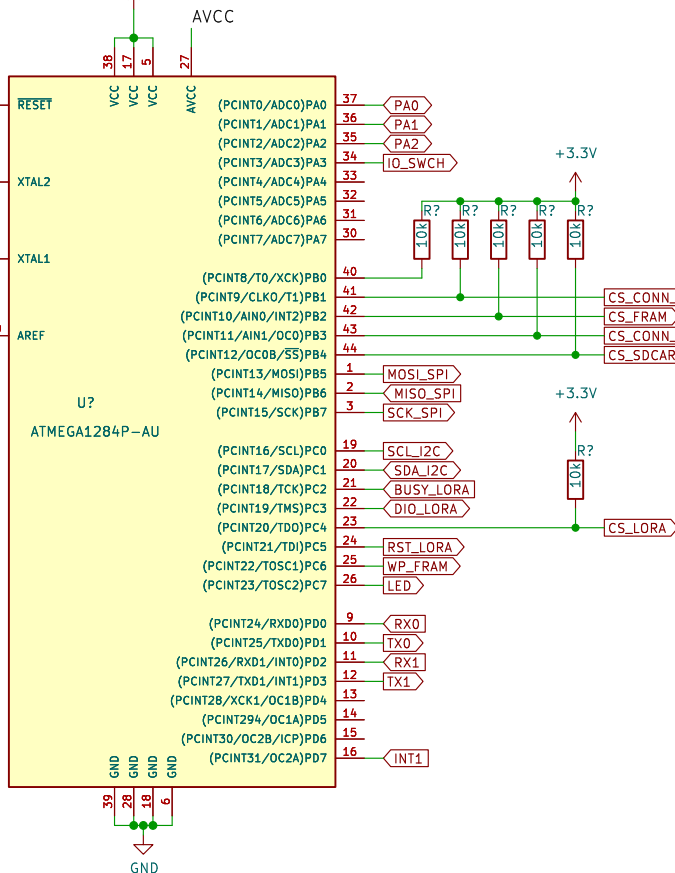 AVCC
38 17 5 27
VCC VCC VCC AVCC
RESET
XTAL2
XTAL1
AREF
U?
ATMEGA1284P-AU
(PCINT0/ADC0)PA0 37 PA0
(PCINT1/ADC1)PA1 36 PA1
(PCINT2/ADC2)PA2 35 PA2
(PCINT3/ADC3)PA3 34 IO_SWCH
(PCINT4/ADC4)PA4 33
(PCINT5/ADC5)PA5 32
(PCINT6/ADC6)PA6 31
(PCINT7/ADC7)PA7 30
+3.3V
R? R? R? R? R?
10k 10k 10k 10k 10k
(PCINT8/T0/XCK)PB0 40
(PCINT9/CLKO/T1)PB1 41 CS_CONN_
(PCINT10/AIN0/INT2)PB2 42 CS_FRAM
(PCINT11/AIN1/OC0)PB3 43 CS_CONN_
(PCINT12/OC0B/SS)PB4 44 CS_SDCAR
(PCINT13/MOSI)PB5 1 MOSI_SPI
(PCINT14/MISO)PB6 2 MISO_SPI
(PCINT15/SCK)PB7 3 SCK_SPI
+3.3V
R?
10k
(PCINT16/SCL)PC0 19 SCL_I2C
(PCINT17/SDA)PC1 20 SDA_I2C
(PCINT18/TCK)PC2 21 BUSY_LORA
(PCINT19/TMS)PC3 22 DIO_LORA
(PCINT20/TDO)PC4 23 CS_LORA
(PCINT21/TDI)PC5 24 RST_LORA
(PCINT22/TOSC1)PC6 25 WP_FRAM
(PCINT23/TOSC2)PC7 26 LED
(PCINT24/RXD0)PD0 9 RX0
(PCINT25/TXD0)PD1 10 TX0
(PCINT26/RXD1/INT0)PD2 11 RX1
(PCINT27/TXD1/INT1)PD3 12 TX1
(PCINT28/XCK1/OC1B)PD4 13
(PCINT294/OC1A)PD5 14
(PCINT30/OC2B/ICP)PD6 15
(PCINT31/OC2A)PD7 16 INT1
GND GND GND GND
39 28 18 6
GND